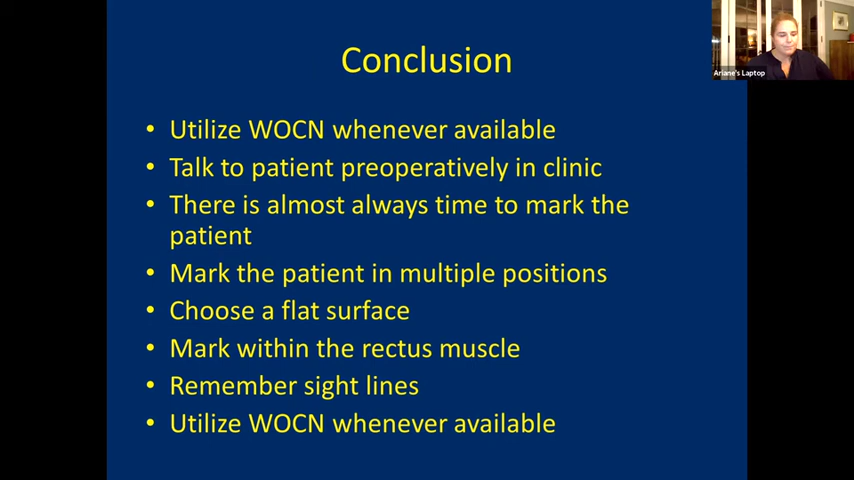 Conclusion
• Utilize WOCN whenever available
• Talk to patient preoperatively in clinic
• There is almost always time to mark the
patient
• Mark the patient in multiple positions
• Choose a flat surface
• Mark within the rectus muscle
• Remember sight lines
• Utilize WOCN whenever available
Ariane's Laptop